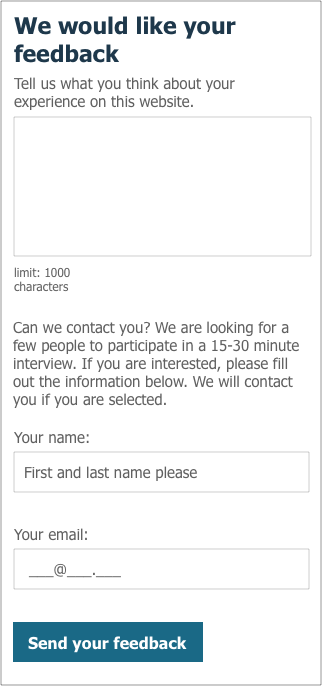 We would like your
feedback
Tell us what you think about your
experience on this website.
limit: 1000
characters
Can we contact you? We are looking for a
few people to participate in a 15-30 minute
interview. If you are interested, please fill
out the information below. We will contact
you if you are selected.
Your name:
First and last name please
Your email:
___@___.___
Send your feedback